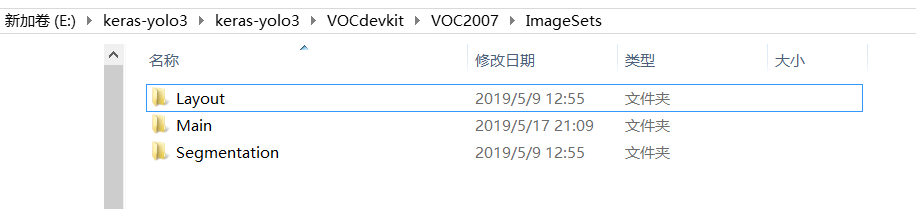 新加卷 (E:) keras-yolo3 keras-yolo3 VOCdevkit VOC2007 ImageSets
名称 修改日期 类型 大小
Layout 2019/5/9 12:55 文件夹
Main 2019/5/17 21:09 文件夹
Segmentation 2019/5/9 12:55 文件夹